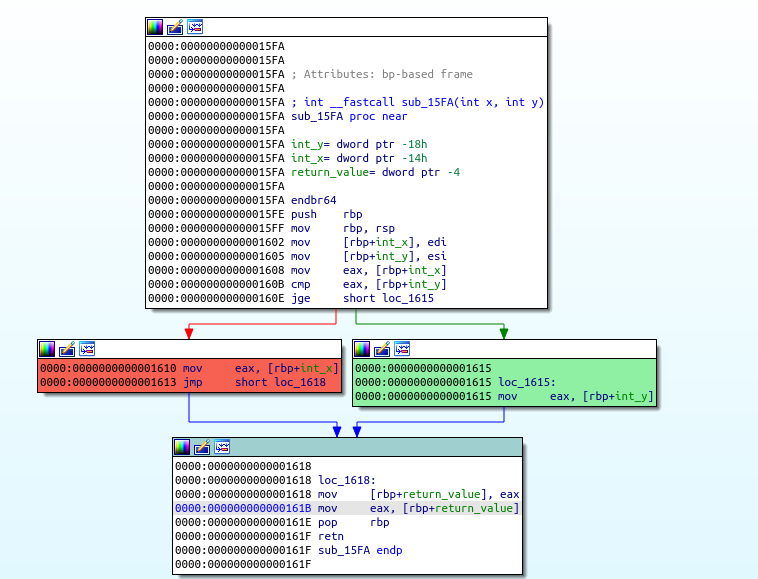 0000:00000000000015FA
0000:00000000000015FA
0000:00000000000015FA ; Attributes: bp-based frame
0000:00000000000015FA
0000:00000000000015FA ; int __fastcall sub_15FA(int x, int y)
0000:00000000000015FA sub_15FA proc near
0000:00000000000015FA
0000:00000000000015FA int_y= dword ptr -18h
0000:00000000000015FA int_x= dword ptr -14h
0000:00000000000015FA return_value= dword ptr -4
0000:00000000000015FA
0000:00000000000015FA endbr64
0000:00000000000015FE push    rbp
0000:00000000000015FF mov     rbp, rsp
0000:0000000000001602 mov     [rbp+int_x], edi
0000:0000000000001605 mov     [rbp+int_y], esi
0000:0000000000001608 mov     eax, [rbp+int_x]
0000:000000000000160B cmp     eax, [rbp+int_y]
0000:000000000000160E jge     short loc_1615
0000:0000000000001610 mov     eax, [rbp+int_x]
0000:0000000000001613 jmp     short loc_1618
0000:0000000000001615
0000:0000000000001615 loc_1615:
0000:0000000000001615 mov     eax, [rbp+int_y]
0000:0000000000001618
0000:0000000000001618 loc_1618:
0000:0000000000001618 mov     [rbp+return_value], eax
0000:000000000000161B mov     eax, [rbp+return_value]
0000:000000000000161E pop     rbp
0000:000000000000161F retn
0000:000000000000161F sub_15FA endp
0000:000000000000161F